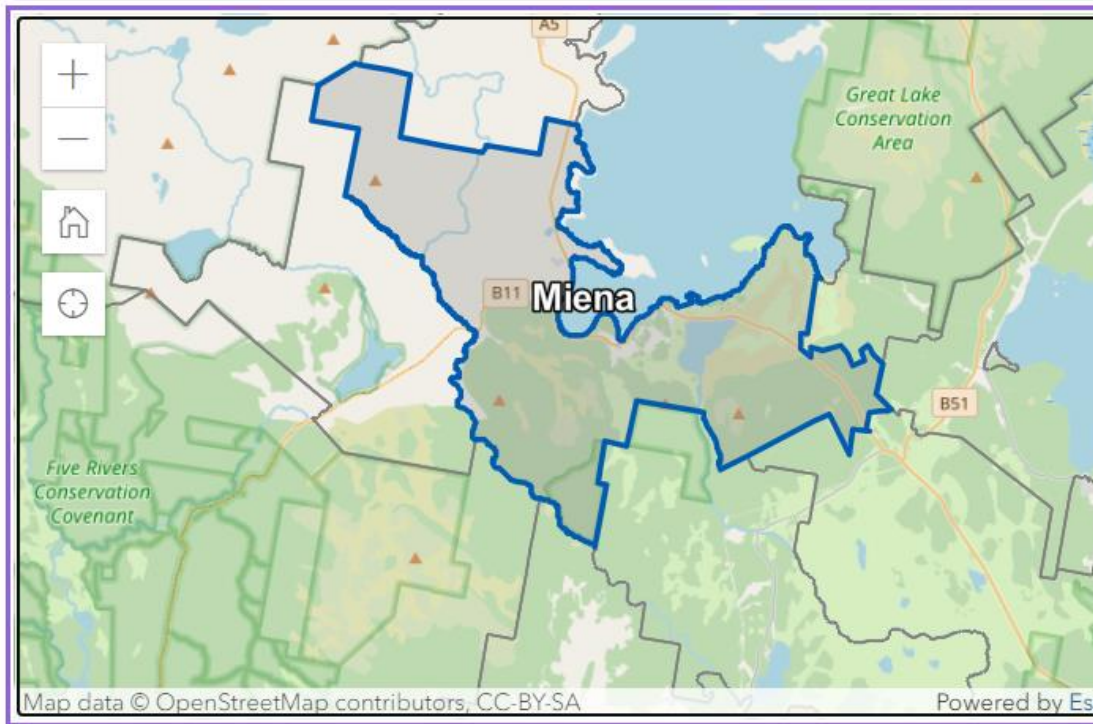 A5
Great Lake
Conservation
Area
B11
Miena
B51
Five Rivers
Conservation
Covenant
Map data © OpenStreetMap contributors, CC-BY-SA
Powered by Es